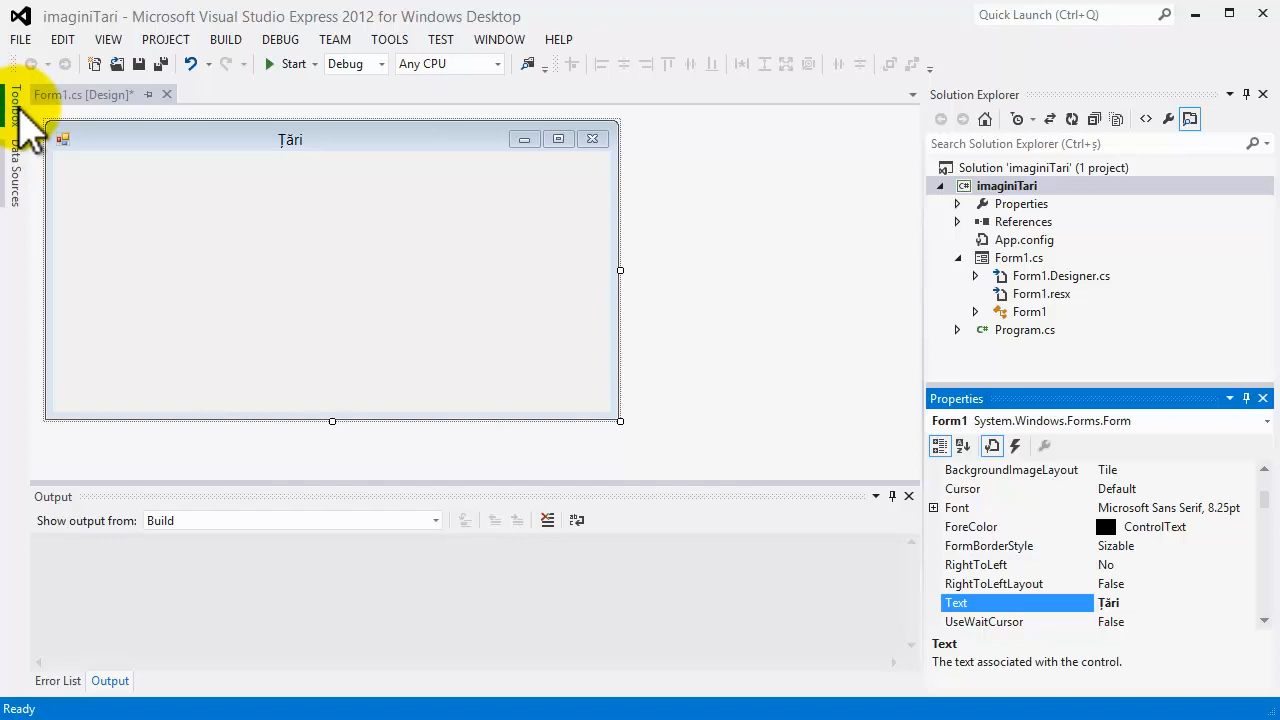 imaginiTari - Microsoft Visual Studio Express 2012 for Windows Desktop
Quick Launch (Ctrl+Q)
FILE EDIT VIEW PROJECT BUILD DEBUG TEAM TOOLS TEST WINDOW HELP
Start Debug Any CPU
Toolbox
Data Sources
Form1.cs [Design]*
Țări
Output
Show output from: Build
Error List Output
Solution Explorer
Search Solution Explorer (Ctrl+ș)
Solution 'imaginiTari' (1 project)
imaginiTari
Properties
References
App.config
Form1.cs
Form1.Designer.cs
Form1.resx
Form1
Program.cs
Properties
Form1 System.Windows.Forms.Form
BackgroundImageLayout Tile
Cursor Default
Font Microsoft Sans Serif, 8.25pt
ForeColor ControlText
FormBorderStyle Sizable
RightToLeft No
RightToLeftLayout False
Text Țări
UseWaitCursor False
Text
The text associated with the control.
Ready